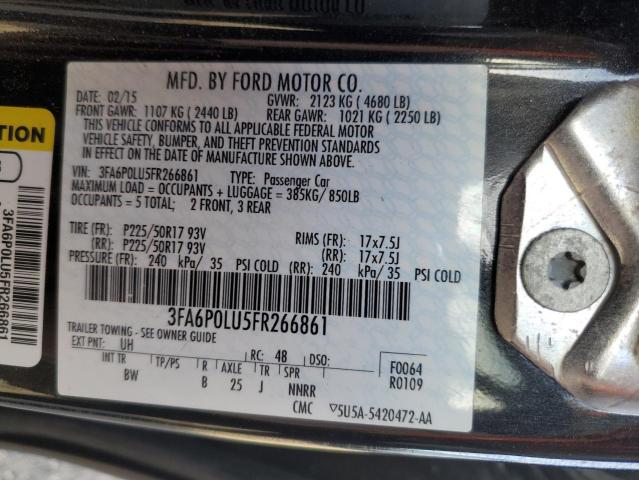 MFD. BY FORD MOTOR CO.
02/15
GVWR: 2123 KG (4680 LB)
FRONT GAWR: 1107 KG (2440 LB)
REAR GAWR: 1021 KG (2250 LB)
THIS VEHICLE CONFORMS TO ALL APPLICABLE FEDERAL MOTOR
VEHICLE SAFETY, BUMPER, AND THEFT PREVENTION STANDARDS
IN EFFECT ON THE DATE OF MANUFACTURE SHOWN ABOVE.
VIN: 3FA6P0LU5FR266861 TYPE: Passenger Car
MAXIMUM LOAD = OCCUPANTS + LUGGAGE = 385KG/ 850LB
OCCUPANTS = 5 TOTAL; 2 FRONT, 3 REAR
TIRE (FR): P225/50R17 93V RIMS (FR): 17x7.5J
(RR): P225/50R17 93V (RR): 17x7.5J
PRESSURE (FR): 240 kPa/ 35 PSI COLD (RR): 240 kPa/ 35 PSI COLD
3FA6P0LU5FR266861
TRAILER TOWING - SEE OWNER GUIDE
EXT PNT: UH RC: 48 DSO:
INT TR TP/PS R AXLE TR SPR
BW B 25 J NNRR
F0064
R0109
CMC ▽5U5A-5420472-AA
TION
3FA6P0LU5FR266861